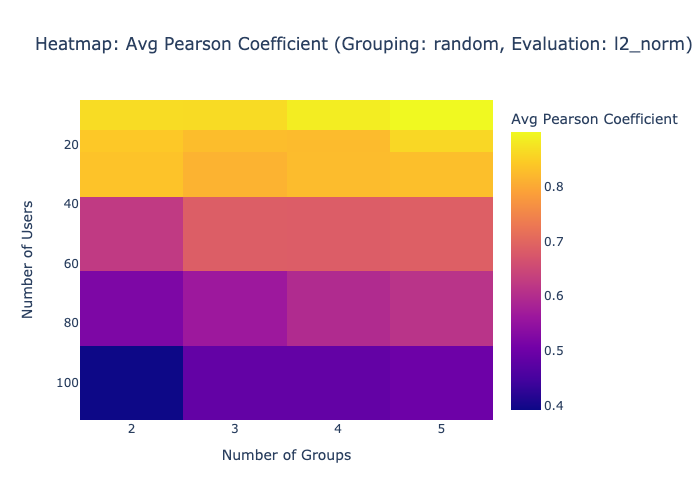 Heatmap: Avg Pearson Coefficient (Grouping: random, Evaluation: l2_norm)
Avg Pearson Coefficient
0.8
0.7
0.6
0.5
0.4
Number of Users
20
40
60
80
100
2 3 4 5
Number of Groups